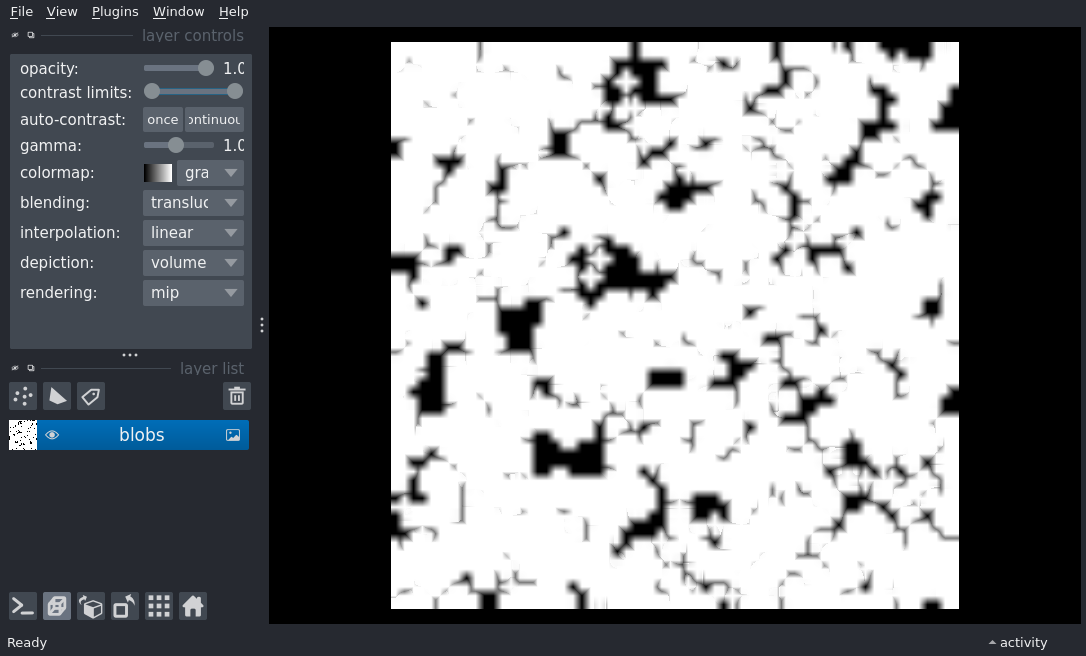 File View Plugins Window Help
layer controls
opacity: 1.0
contrast limits:
auto-contrast: once ontinuou
gamma: 1.0
colormap: gra
blending: transluc
interpolation: linear
depiction: volume
rendering: mip
layer list
blobs
Ready
activity